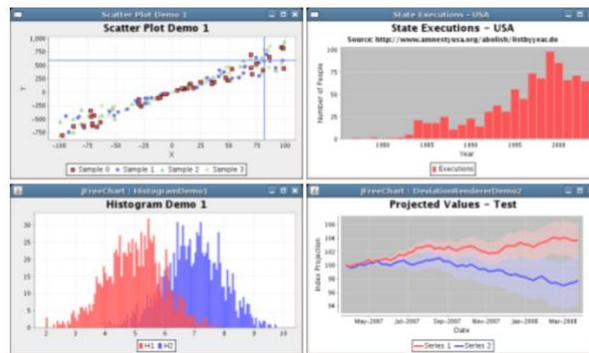 Scatter Plot Demo 1
Scatter Plot Demo 1
1,000
750
500
250
0
-250
-500
-750
Y
-100 -75 -50 -25 0 25 50 75 100
X
Sample 0 Sample 1 Sample 2 Sample 3
State Executions - USA
State Executions - USA
Source: http://www.amnestyusa.org/abolish/listbyyear.do
100
75
50
25
0
Number of People
1980 1985 1990 1995 2000
Year
Executions
JFreeChart : HistogramDemo1
Histogram Demo 1
30
25
20
15
10
5
0
2 3 4 5 6 7 8 9 10
H1 H2
JFreeChart : DeviationRendererDemo2
Projected Values - Test
106
104
102
100
98
96
94
Index Projection
May-2007 Jul-2007 Sep-2007 Nov-2007 Jan-2008 Mar-2008
Date
Series 1 Series 2